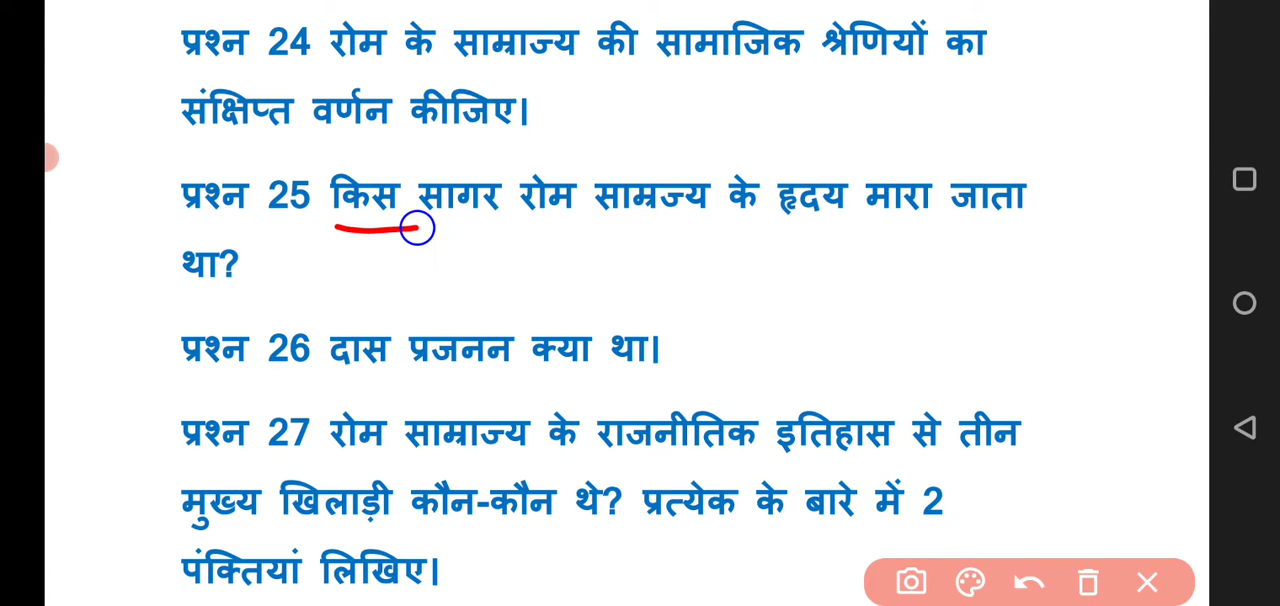 प्रश्न 24 रोम के साम्राज्य की सामाजिक श्रेणियों का
संक्षिप्त वर्णन कीजिए।
प्रश्न 25 किस सागर रोम साम्रज्य के हृदय मारा जाता
था?
प्रश्न 26 दास प्रजनन क्या था।
प्रश्न 27 रोम साम्राज्य के राजनीतिक इतिहास से तीन
मुख्य खिलाड़ी कौन-कौन थे? प्रत्येक के बारे में 2
पंक्तियां लिखिए।